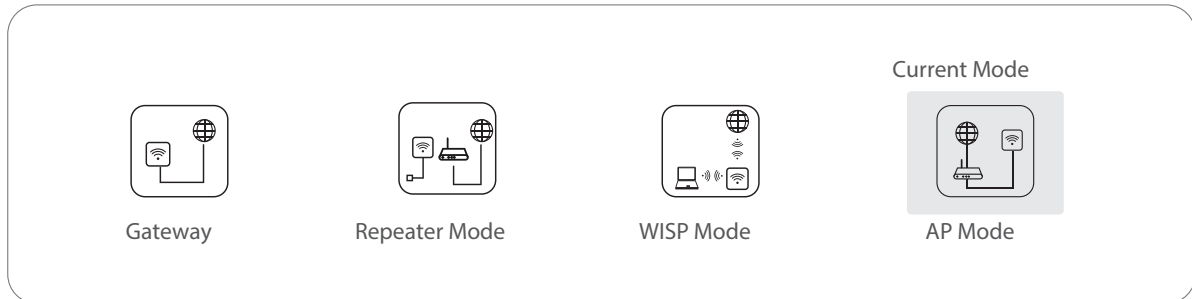 Current Mode
Gateway
Repeater Mode
WISP Mode
AP Mode